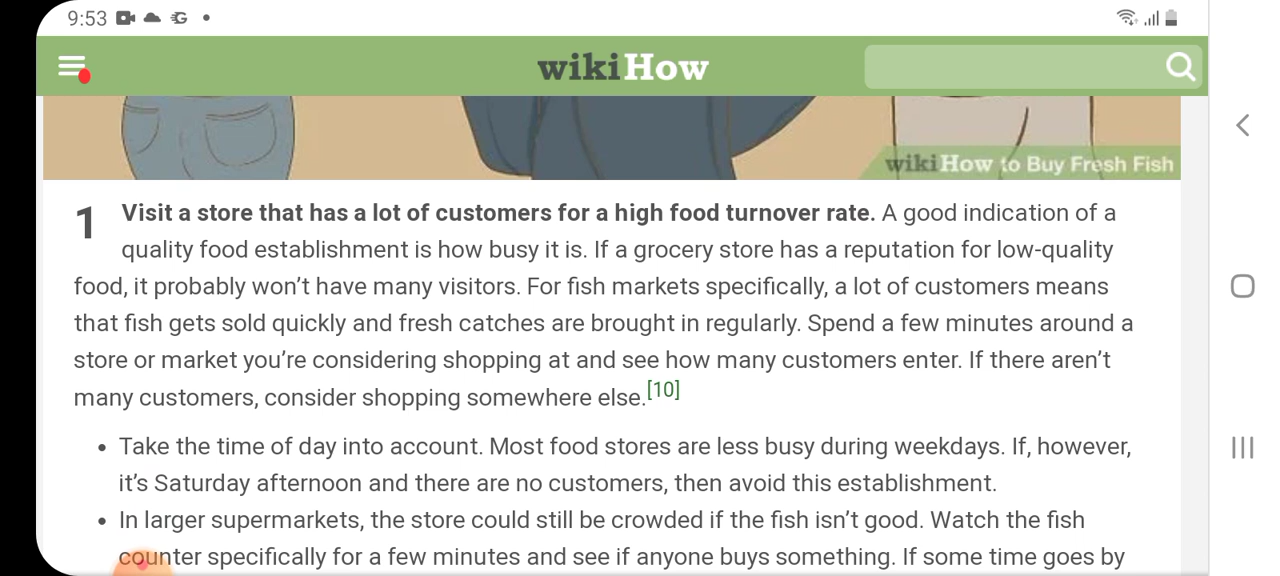 9:53
wikiHow
wikiHow to Buy Fresh Fish
1 Visit a store that has a lot of customers for a high food turnover rate. A good indication of a
quality food establishment is how busy it is. If a grocery store has a reputation for low-quality
food, it probably won’t have many visitors. For fish markets specifically, a lot of customers means
that fish gets sold quickly and fresh catches are brought in regularly. Spend a few minutes around a
store or market you’re considering shopping at and see how many customers enter. If there aren’t
many customers, consider shopping somewhere else.[10]
• Take the time of day into account. Most food stores are less busy during weekdays. If, however,
it’s Saturday afternoon and there are no customers, then avoid this establishment.
• In larger supermarkets, the store could still be crowded if the fish isn’t good. Watch the fish
counter specifically for a few minutes and see if anyone buys something. If some time goes by